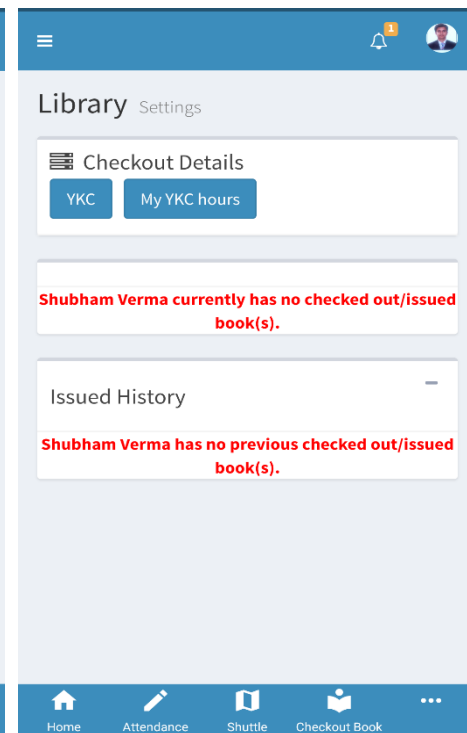 1
Library Settings
Checkout Details
YKC My YKC hours
Shubham Verma currently has no checked out/issued
book(s).
Issued History
Shubham Verma has no previous checked out/issued
book(s).
Home Attendance Shuttle Checkout Book